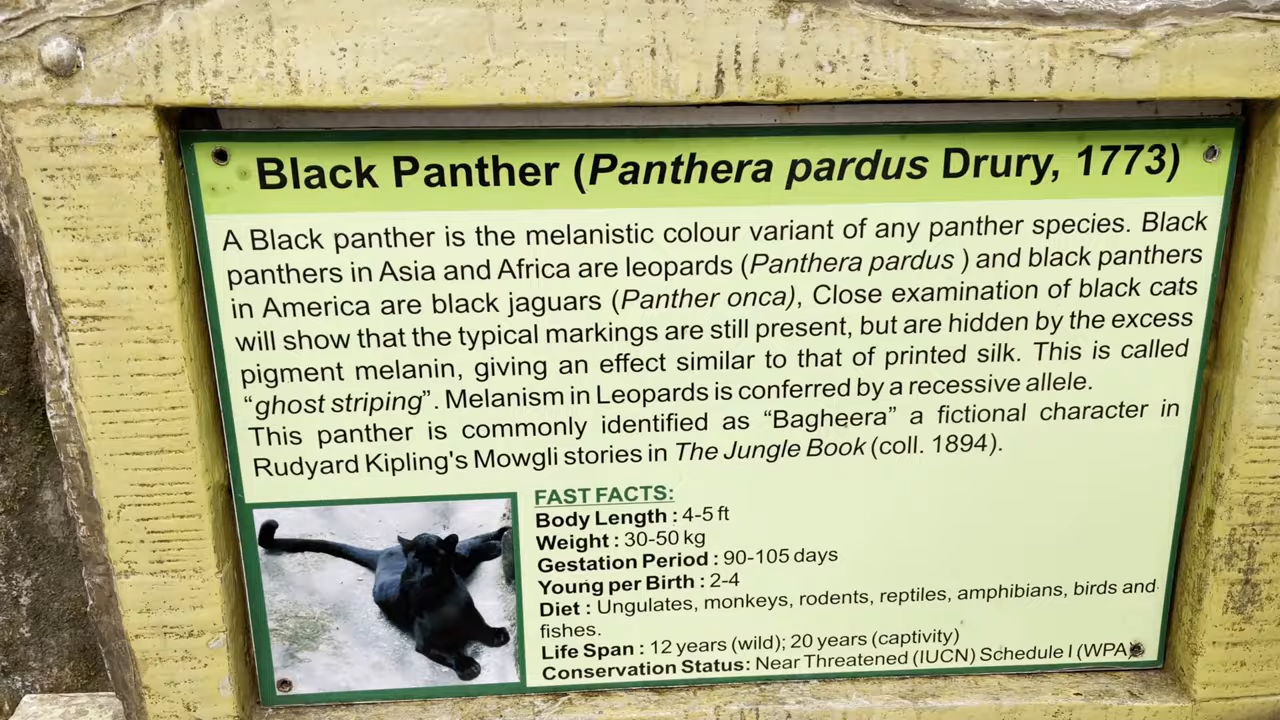 Black Panther (Panthera pardus Drury, 1773)
A Black panther is the melanistic colour variant of any panther species. Black
panthers in Asia and Africa are leopards (Panthera pardus ) and black panthers
in America are black jaguars (Panther onca), Close examination of black cats
will show that the typical markings are still present, but are hidden by the excess
pigment melanin, giving an effect similar to that of printed silk. This is called
“ghost striping”. Melanism in Leopards is conferred by a recessive allele.
This panther is commonly identified as “Bagheera” a fictional character in
Rudyard Kipling's Mowgli stories in The Jungle Book (coll. 1894).
FAST FACTS:
Body Length : 4-5 ft
Weight : 30-50 kg
Gestation Period : 90-105 days
Young per Birth : 2-4
Diet : Ungulates, monkeys, rodents, reptiles, amphibians, birds and
fishes.
Life Span : 12 years (wild); 20 years (captivity)
Conservation Status: Near Threatened (IUCN) Schedule I (WPA)